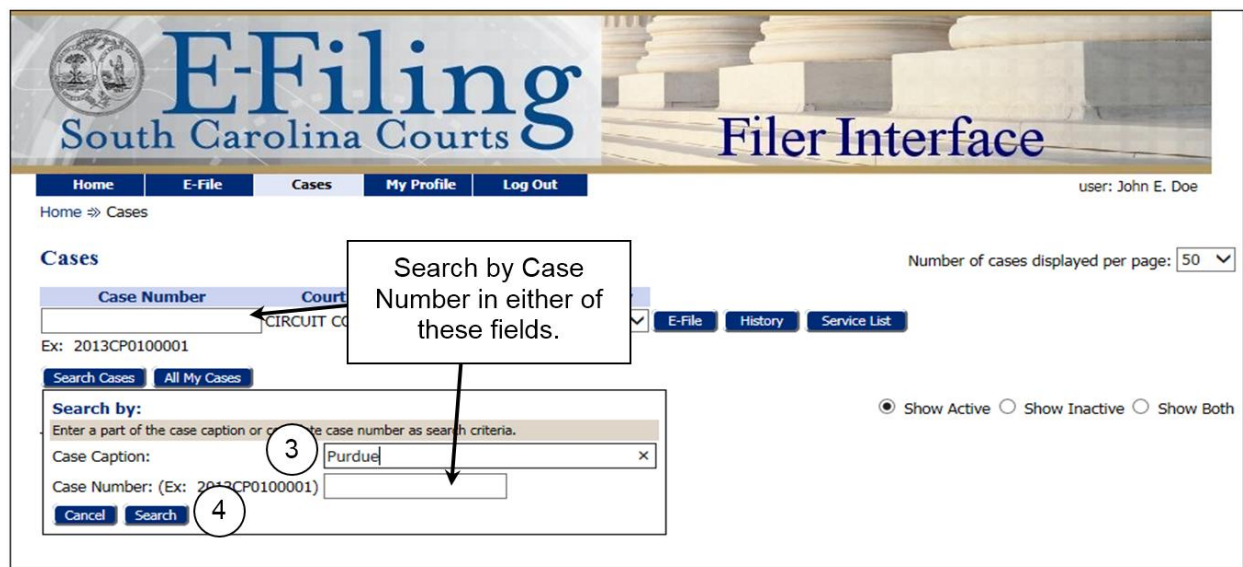 E-Filing
South Carolina Courts
Filer Interface
Home E-File Cases My Profile Log Out
user: John E. Doe
Home ⇒ Cases
Cases
Number of cases displayed per page: 50
Search by Case
Number in either of
these fields.
Case Number Court
CIRCUIT E-File History Service List
Ex: 2013CP0100001
Search Cases All My Cases
Show Active Show Inactive Show Both
Search by:
Enter a part of the case caption or case number as search criteria.
Case Caption: 3 Purdue ×
Case Number: (Ex: 2013CP0100001)
Cancel Search 4